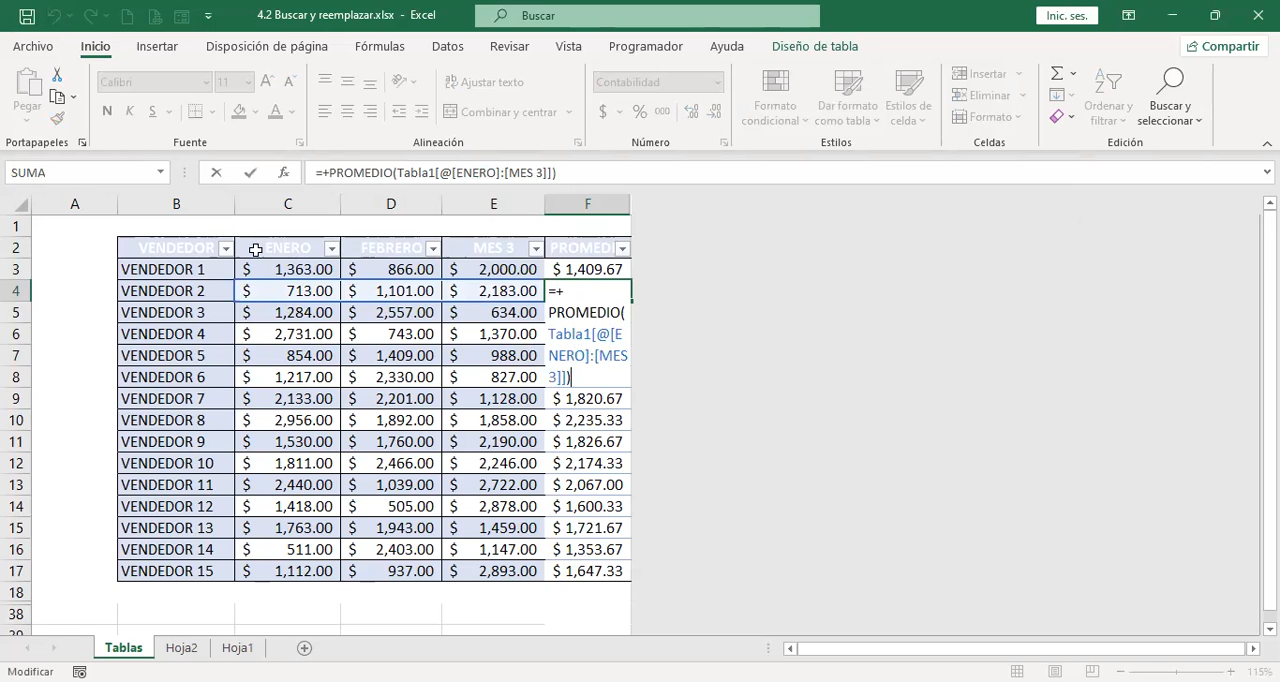 4.2 Buscar y reemplazar.xlsx - Excel
Buscar
Inic. ses.
Archivo Inicio Insertar Disposición de página Fórmulas Datos Revisar Vista Programador Ayuda Diseño de tabla Compartir
Pegar
Calibri 11
N K S
Ajustar texto
Combinar y centrar
Contabilidad
$ % 000
Formato condicional
Dar formato como tabla
Estilos de celda
Insertar
Eliminar
Formato
Ordenar y filtrar
Buscar y seleccionar
Portapapeles Fuente Alineación Número Estilos Celdas Edición
SUMA fx =+PROMEDIO(Tabla1[@[ENERO]:[MES 3]])
A B C D E F
1
2 VENDEDOR ENERO FEBRERO MES 3 PROMEDI
3 VENDEDOR 1 $ 1,363.00 $ 866.00 $ 2,000.00 $ 1,409.67
4 VENDEDOR 2 $ 713.00 $ 1,101.00 $ 2,183.00 =+
5 VENDEDOR 3 $ 1,284.00 $ 2,557.00 $ 634.00 PROMEDIO(
6 VENDEDOR 4 $ 2,731.00 $ 743.00 $ 1,370.00 Tabla1[@[E
7 VENDEDOR 5 $ 854.00 $ 1,409.00 $ 988.00 NERO]:[MES
8 VENDEDOR 6 $ 1,217.00 $ 2,330.00 $ 827.00 3]])
9 VENDEDOR 7 $ 2,133.00 $ 2,201.00 $ 1,128.00 $ 1,820.67
10 VENDEDOR 8 $ 2,956.00 $ 1,892.00 $ 1,858.00 $ 2,235.33
11 VENDEDOR 9 $ 1,530.00 $ 1,760.00 $ 2,190.00 $ 1,826.67
12 VENDEDOR 10 $ 1,811.00 $ 2,466.00 $ 2,246.00 $ 2,174.33
13 VENDEDOR 11 $ 2,440.00 $ 1,039.00 $ 2,722.00 $ 2,067.00
14 VENDEDOR 12 $ 1,418.00 $ 505.00 $ 2,878.00 $ 1,600.33
15 VENDEDOR 13 $ 1,763.00 $ 1,943.00 $ 1,459.00 $ 1,721.67
16 VENDEDOR 14 $ 511.00 $ 2,403.00 $ 1,147.00 $ 1,353.67
17 VENDEDOR 15 $ 1,112.00 $ 937.00 $ 2,893.00 $ 1,647.33
18
38
Tablas Hoja2 Hoja1
Modificar 115%